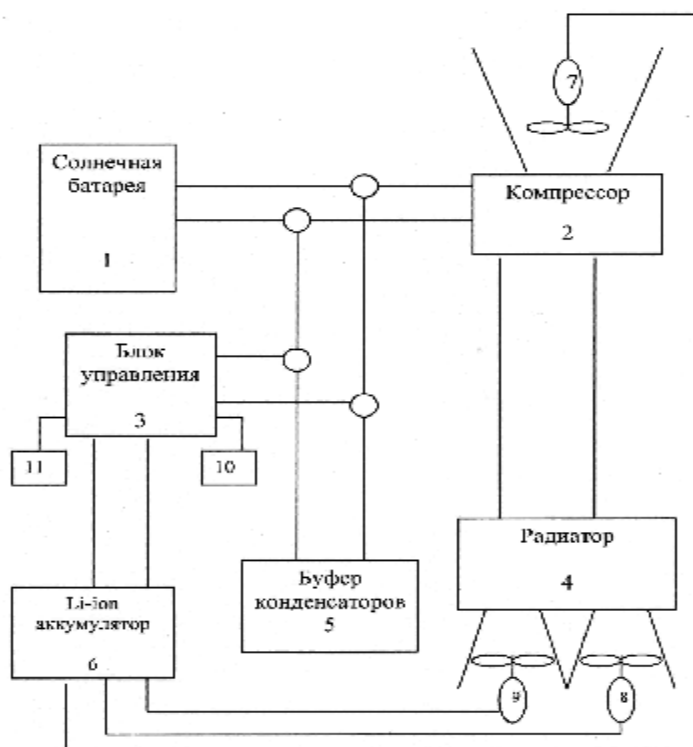 7
Солнечная
батарея
1
Компрессор
2
Блок
управления
3
11
10
Радиатор
4
Буфер
конденсаторов
5
Li-ion
аккумулятор
6
9
8